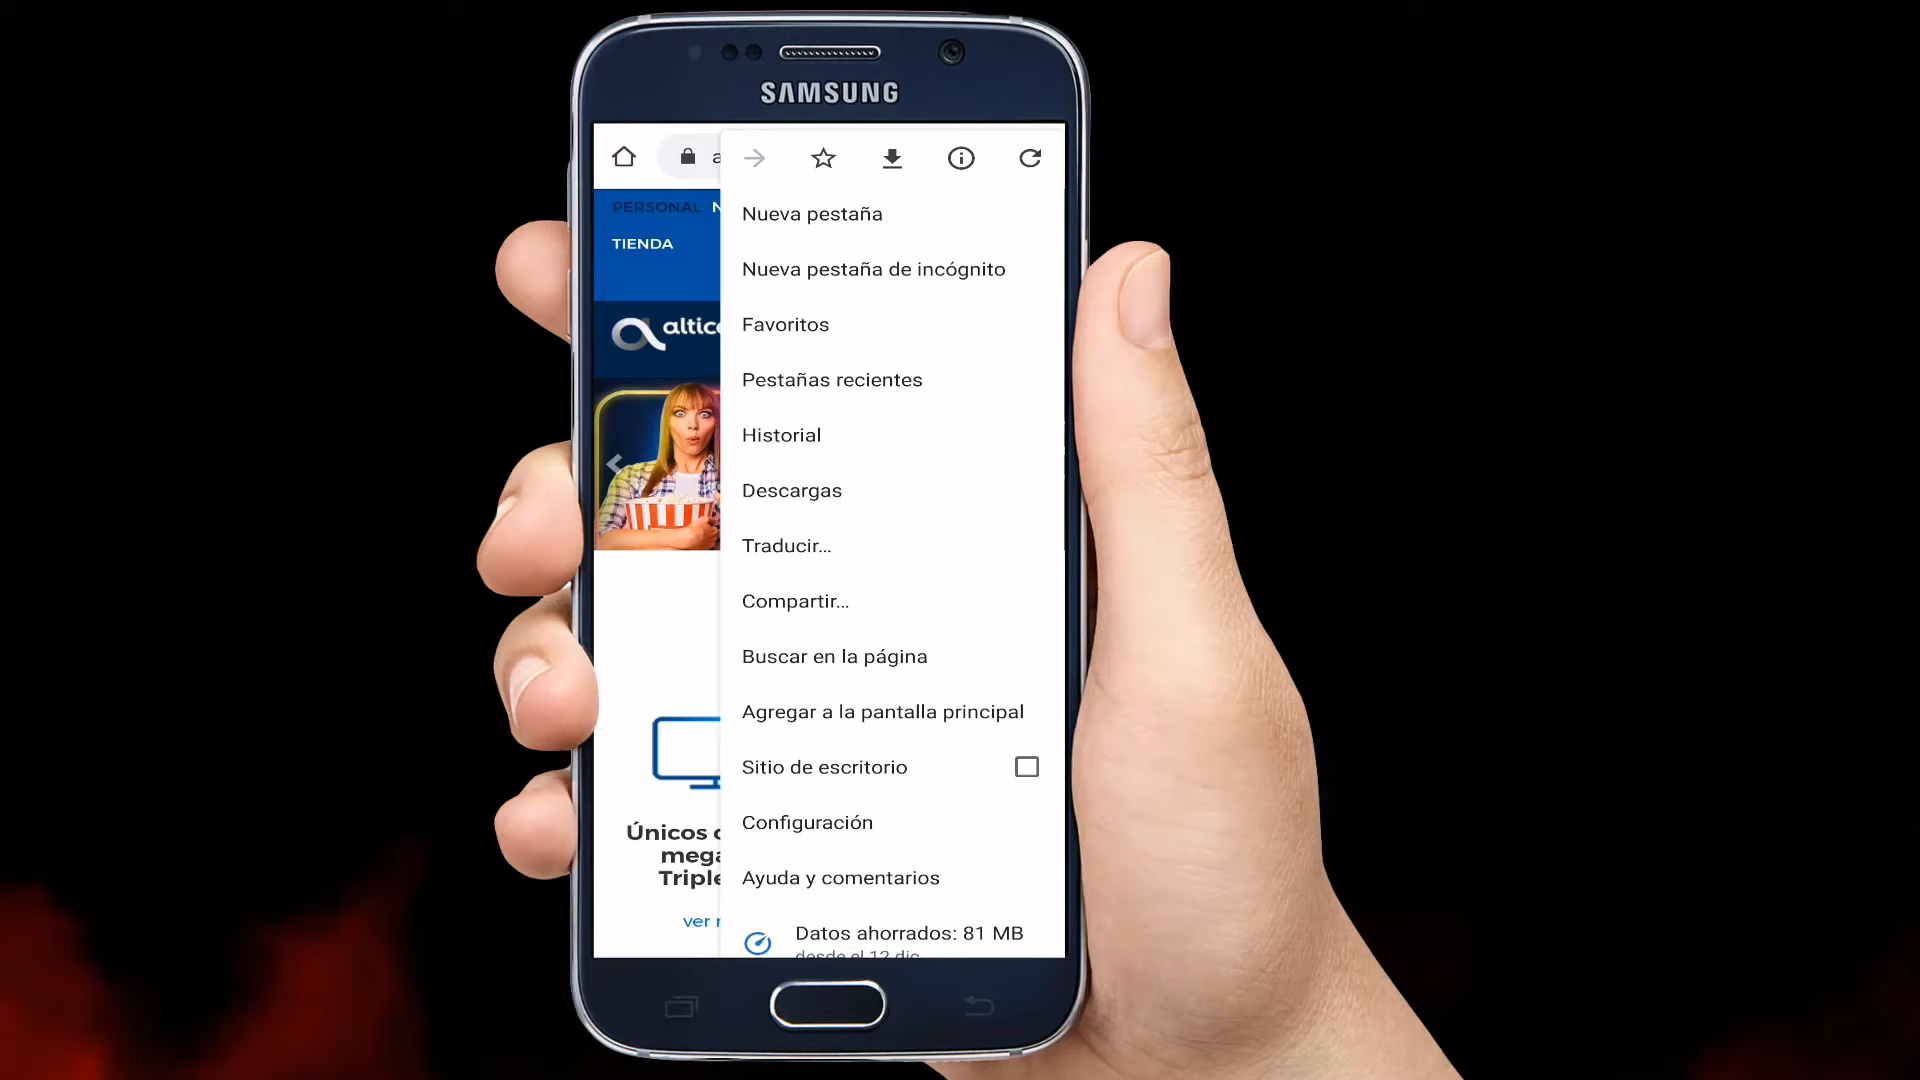 SAMSUNG
a
PERSONAL N
TIENDA
altice
Nueva pestaña
Nueva pestaña de incógnito
Favoritos
Pestañas recientes
Historial
Descargas
Traducir...
Compartir...
Buscar en la página
Agregar a la pantalla principal
Sitio de escritorio
Configuración
Ayuda y comentarios
Datos ahorrados: 81 MB
desde el 12 dic
Únicos
mega
Triple
ver